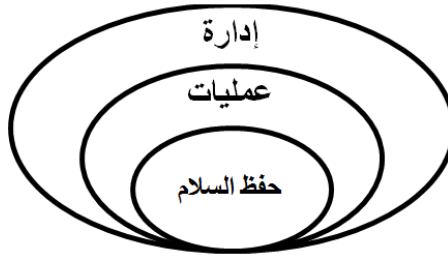 إدارة
عمليات
حفظ السلام